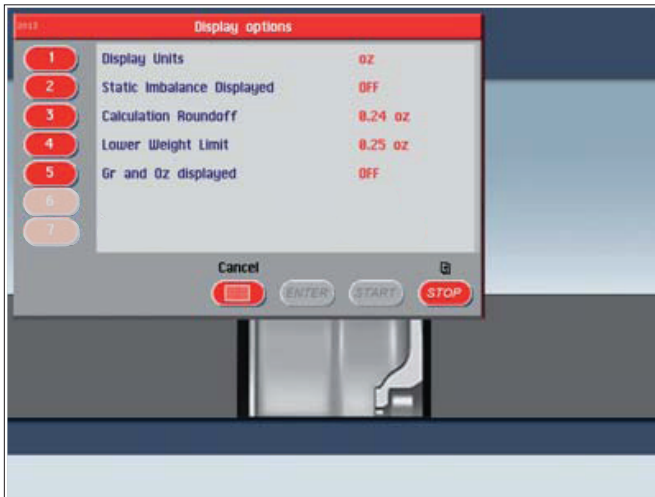 2013
Display options
1 Display Units oz
2 Static Imbalance Displayed OFF
3 Calculation Roundoff 0.24 oz
4 Lower Weight Limit 0.25 oz
5 Gr and Oz displayed OFF
6
7
Cancel
ENTER START STOP